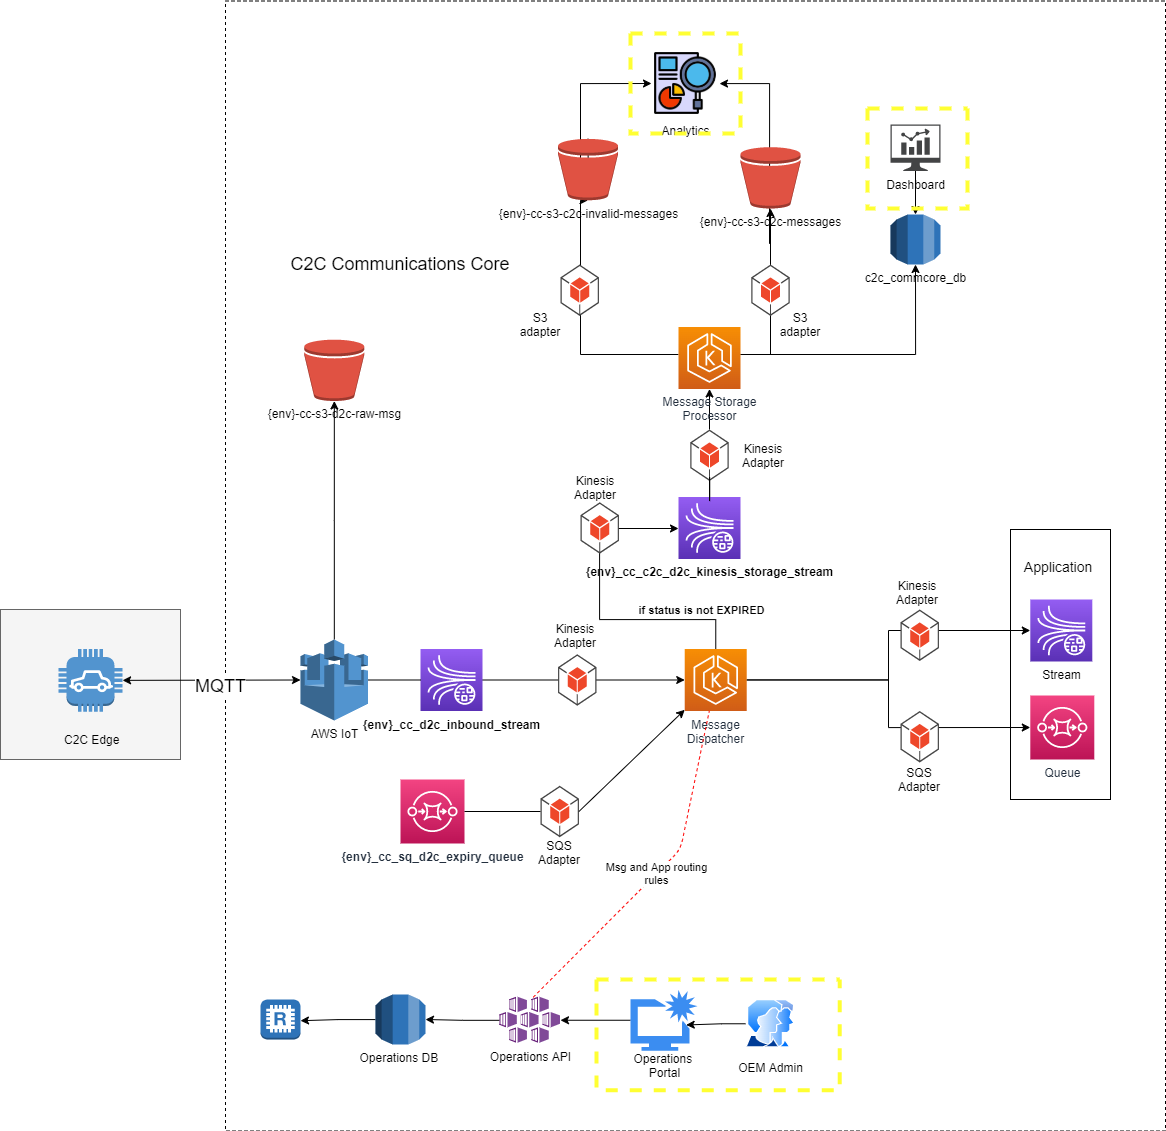 Analytics
Dashboard
{env}-cc-s3-c2c-invalid-messages
{env}-cc-s3-c2c-messages
C2C Communications Core
c2c_commcore_db
S3
adapter
S3
adapter
{env}-cc-s3-d2c-raw-msg
Message Storage
Processor
Kinesis
Adapter
Kinesis
Adapter
{env}_cc_c2c_d2c_kinesis_storage_stream
Application
if status is not EXPIRED
Kinesis
Adapter
Kinesis
Adapter
Stream
MQTT
C2C Edge
AWS IoT
{env}_cc_d2c_inbound_stream
Message
Dispatcher
SQS
Adapter
Queue
{env}_cc_sq_d2c_expiry_queue
SQS
Adapter
Msg and App routing
rules
R
Operations DB
Operations API
Operations
Portal
OEM Admin